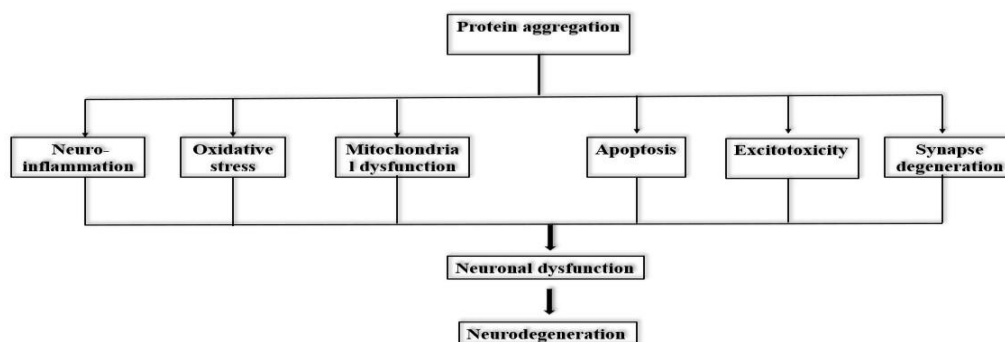 Protein aggregation
Neuro-
inflammation
Oxidative
stress
Mitochondria
l dysfunction
Apoptosis
Excitotoxicity
Synapse
degeneration
Neuronal dysfunction
Neurodegeneration